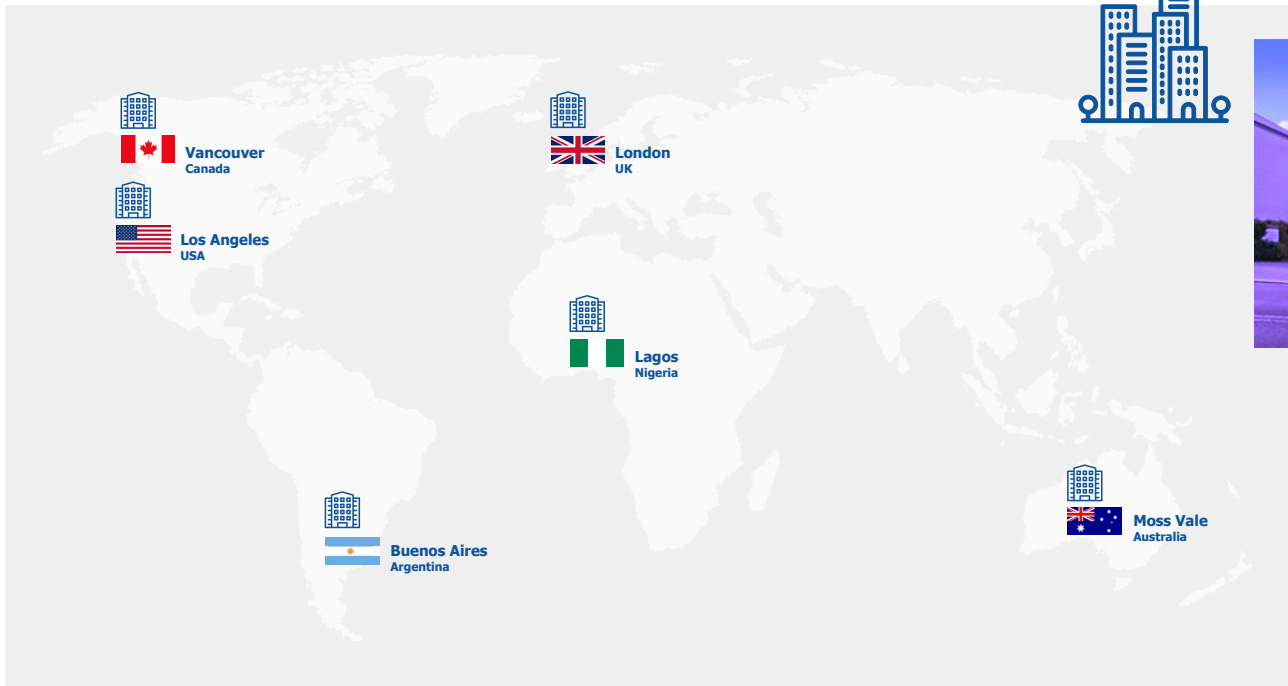 Vancouver
Canada
London
UK
Los Angeles
USA
Lagos
Nigeria
Buenos Aires
Argentina
Moss Vale
Australia